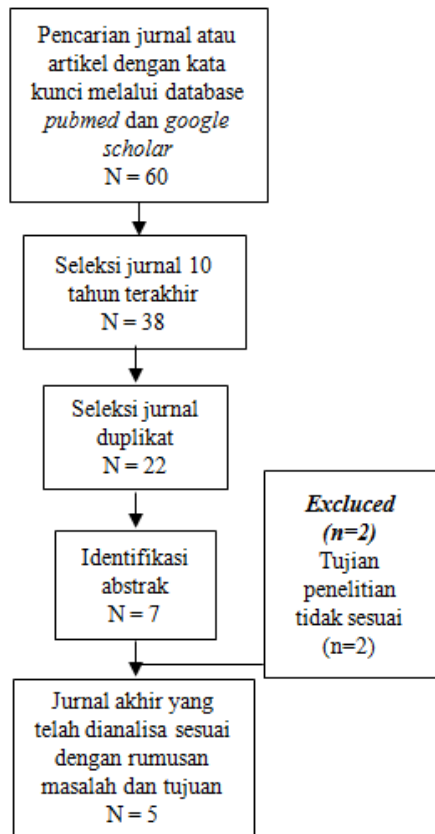 Pencarian jurnal atau
artikel dengan kata
kunci melalui database
pubmed dan google
scholar
N = 60
Seleksi jurnal 10
tahun terakhir
N = 38
Seleksi jurnal
duplikat
N = 22
Identifikasi
abstrak
N = 7
Excluced
(n=2)
Tujian
penelitian
tidak sesuai
(n=2)
Jurnal akhir yang
telah dianalisa sesuai
dengan rumusan
masalah dan tujuan
N = 5